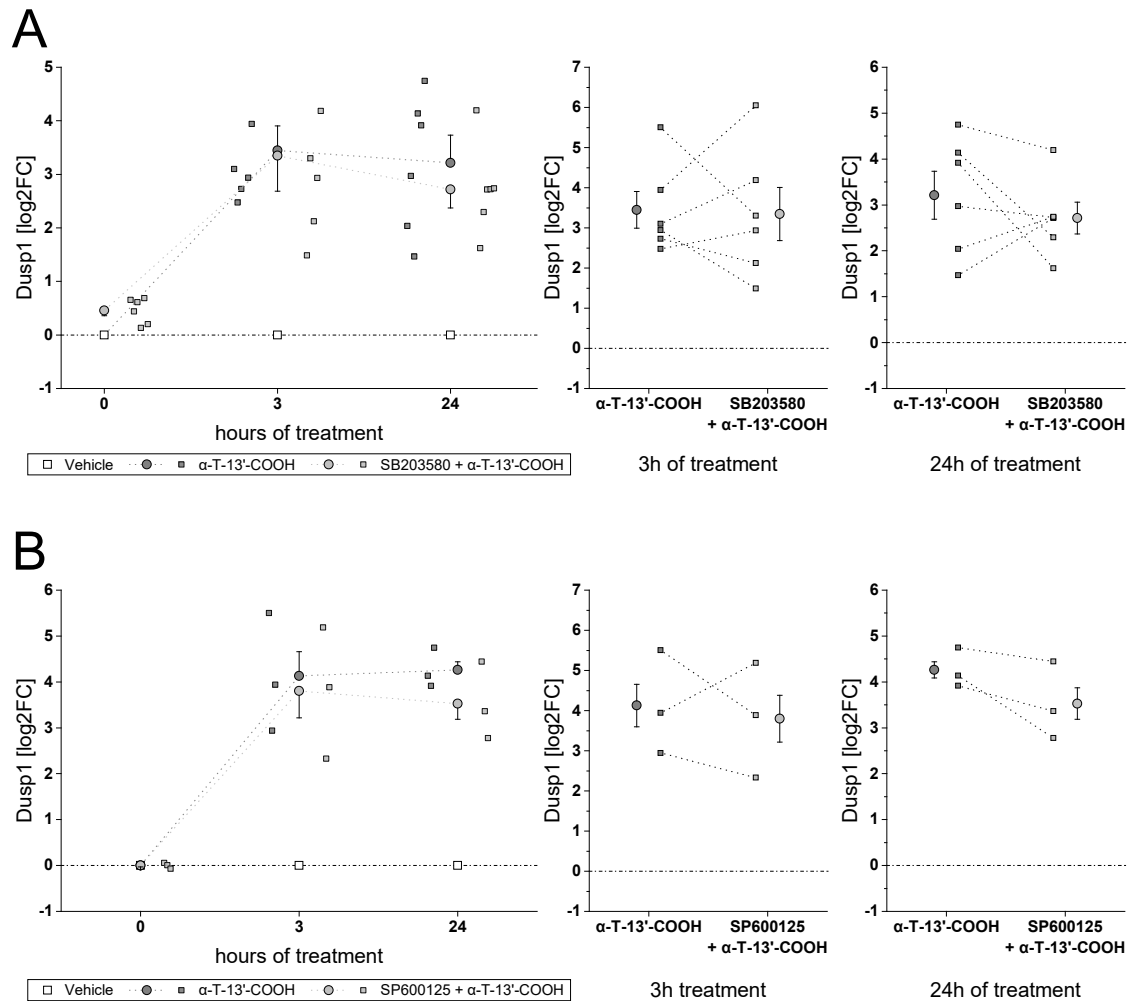 A
5
4
3
2
1
0
-1
Dusp1 [log2FC]
0 3 24
hours of treatment
Vehicle α-T-13'-COOH SB203580 + α-T-13'-COOH
7
6
5
4
3
2
1
0
-1
Dusp1 [log2FC]
α-T-13'-COOH SB203580
+ α-T-13'-COOH
3h of treatment
6
5
4
3
2
1
0
-1
Dusp1 [log2FC]
α-T-13'-COOH SB203580
+ α-T-13'-COOH
24h of treatment
B
6
5
4
3
2
1
0
-1
Dusp1 [log2FC]
0 3 24
hours of treatment
Vehicle α-T-13'-COOH SP600125 + α-T-13'-COOH
7
6
5
4
3
2
1
0
-1
Dusp1 [log2FC]
α-T-13'-COOH SP600125
+ α-T-13'-COOH
3h treatment
6
5
4
3
2
1
0
-1
Dusp1 [log2FC]
α-T-13'-COOH SP600125
+ α-T-13'-COOH
24h of treatment